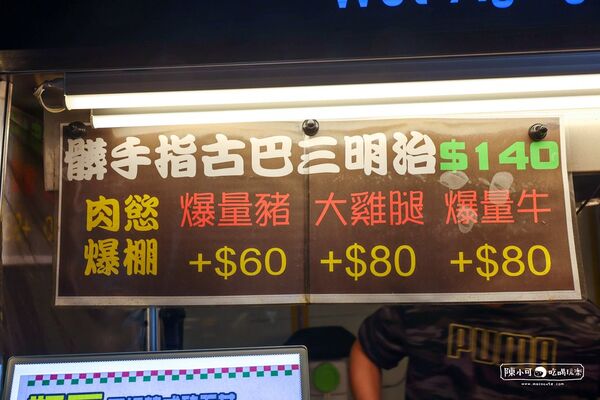 髒手指古巴三明治$140
肉慾爆棚
爆量豬 大雞腿 爆量牛
+$60 +$80 +$80
PUMA
陳小可吃喝玩樂